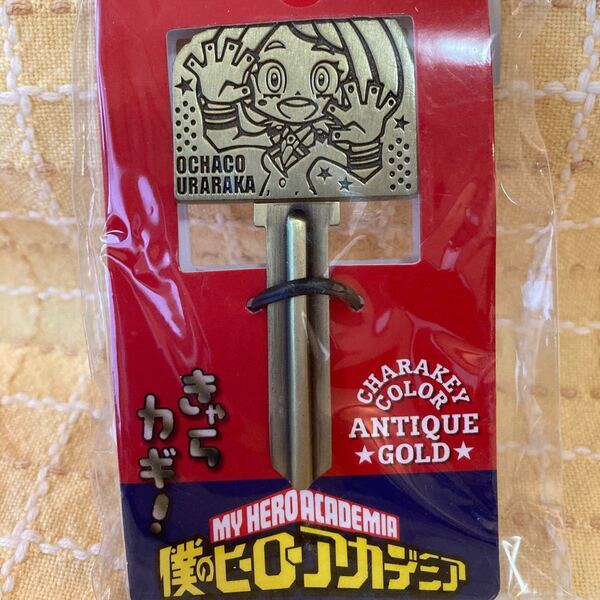 OCHACO
URARAKA
きゃら
カギ!
CHARAKEY
COLOR
ANTIQUE
★GOLD★
MY HERO ACADEMIA
僕のヒーローアカデミア